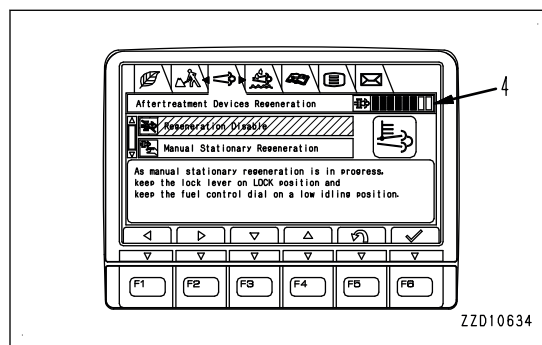 4
Aftertreatment Devices Regeneration
Regeneration Disable
Manual Stationary Regeneration
As manual stationary regeneration is in progress,
keep the lock lever on LOCK position and
keep the fuel control dial on a low idling position.
F1 F2 F3 F4 F5 F6
ZZD10634